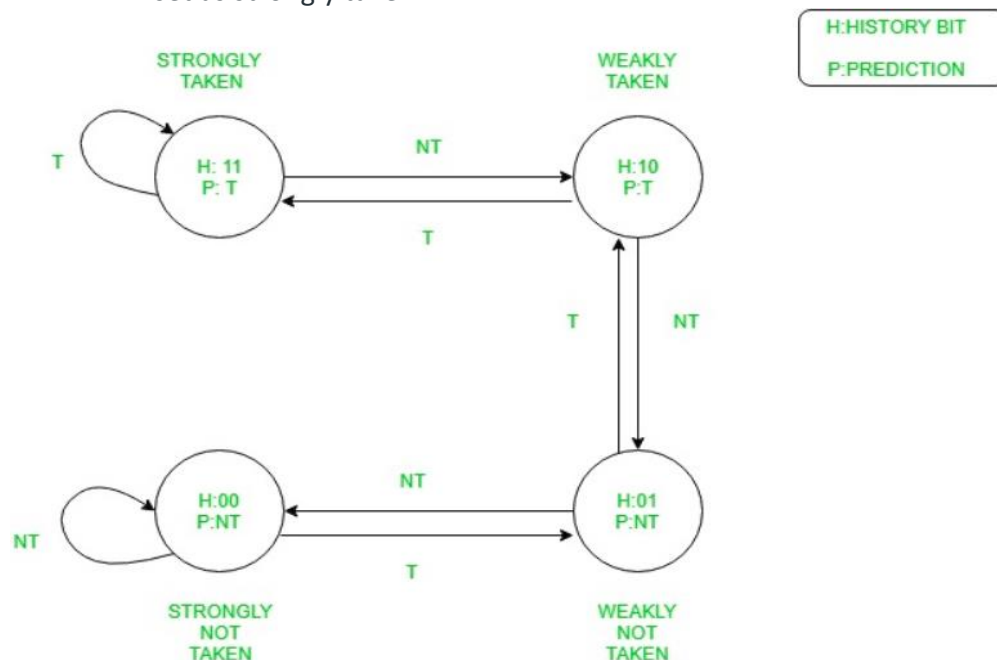 H:HISTORY BIT
P:PREDICTION
STRONGLY
TAKEN
WEAKLY
TAKEN
T
H: 11
P: T
NT
H:10
P:T
T
T
NT
NT
H:00
P:NT
NT
H:01
P:NT
T
STRONGLY
NOT
TAKEN
WEAKLY
NOT
TAKEN